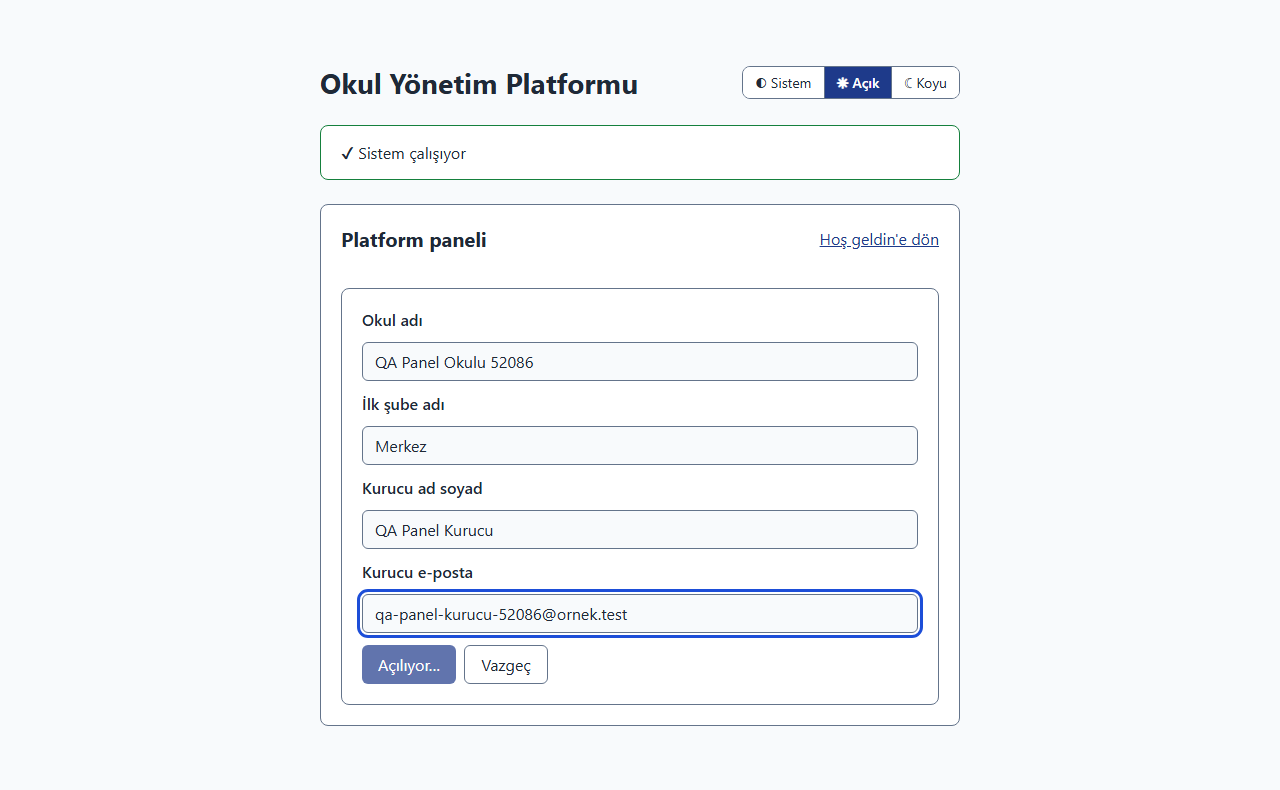 Okul Yönetim Platformu
◐ Sistem ❋ Açık ☾ Koyu
✓ Sistem çalışıyor
Platform paneli
Hoş geldin'e dön
Okul adı
QA Panel Okulu 52086
İlk şube adı
Merkez
Kurucu ad soyad
QA Panel Kurucu
Kurucu e-posta
qa-panel-kurucu-52086@ornek.test
Açılıyor...
Vazgeç